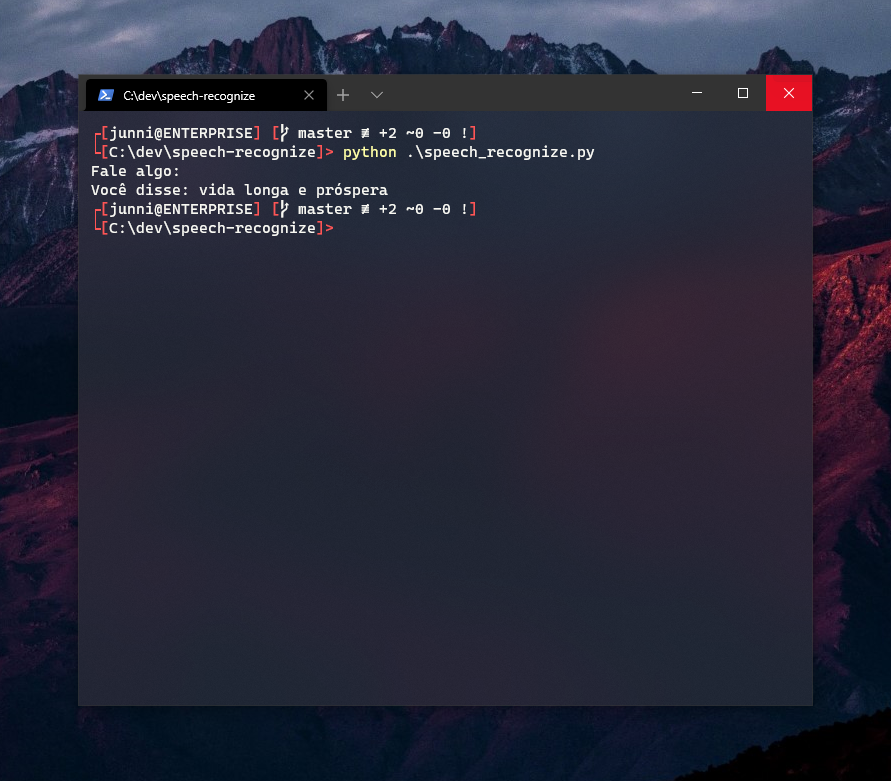 C:\dev\speech-recognize
┌[junni@ENTERPRISE] [ master ≢ +2 ~0 -0 !]
└[C:\dev\speech-recognize]> python .\speech_recognize.py
Fale algo:
Você disse: vida longa e próspera
┌[junni@ENTERPRISE] [ master ≢ +2 ~0 -0 !]
└[C:\dev\speech-recognize]>